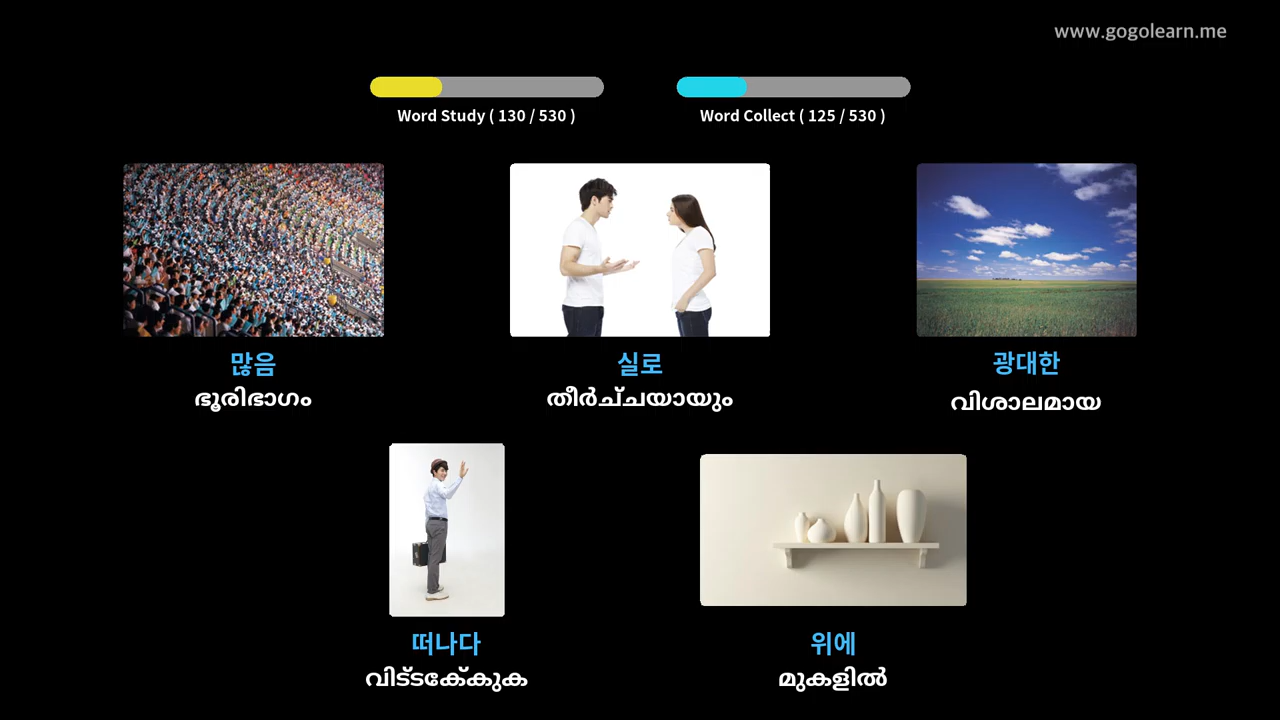 www.gogolearn.me
Word Study ( 130 / 530 )
Word Collect ( 125 / 530 )
많음
ഭൂരിഭാഗം
실로
തീർച്ചയായും
광대한
വിശാലമായ
떠나다
വിട്ടകേ്കുക
위에
മുകളിൽ